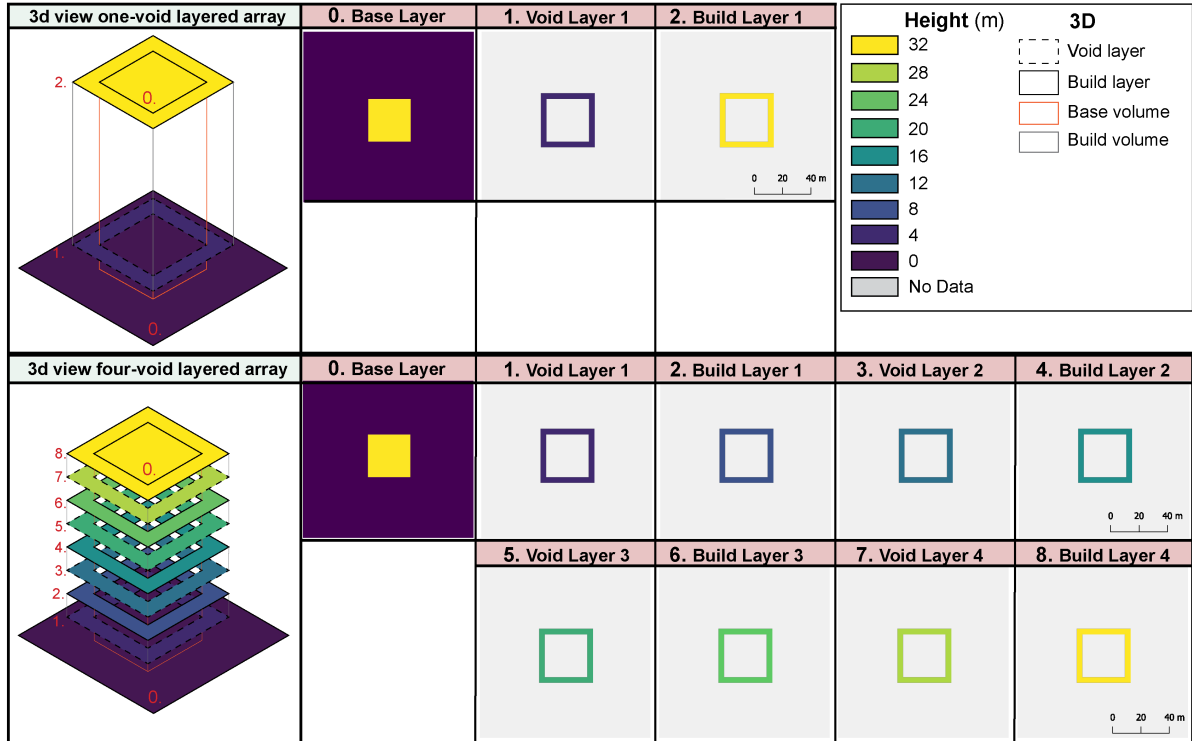 3d view one-void layered array
0. Base Layer
1. Void Layer 1
2. Build Layer 1
2.
0.
1.
0.
0 20 40 m
Height (m)
32
28
24
20
16
12
8
4
0
No Data
3D
Void layer
Build layer
Base volume
Build volume
3d view four-void layered array
0. Base Layer
1. Void Layer 1
2. Build Layer 1
3. Void Layer 2
4. Build Layer 2
8.
0.
7.
6.
5.
4.
3.
2.
1.
0.
0 20 40 m
5. Void Layer 3
6. Build Layer 3
7. Void Layer 4
8. Build Layer 4
0 20 40 m